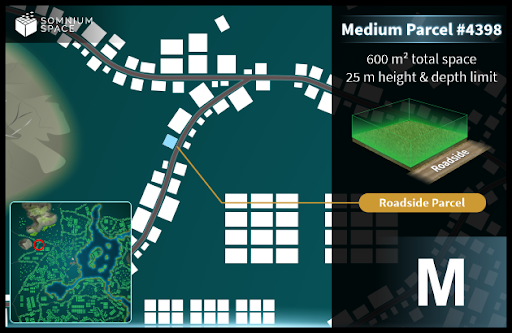 SOMNIUM
SPACE
Medium Parcel #4398
600 m² total space
25 m height & depth limit
Roadside
Roadside Parcel
M